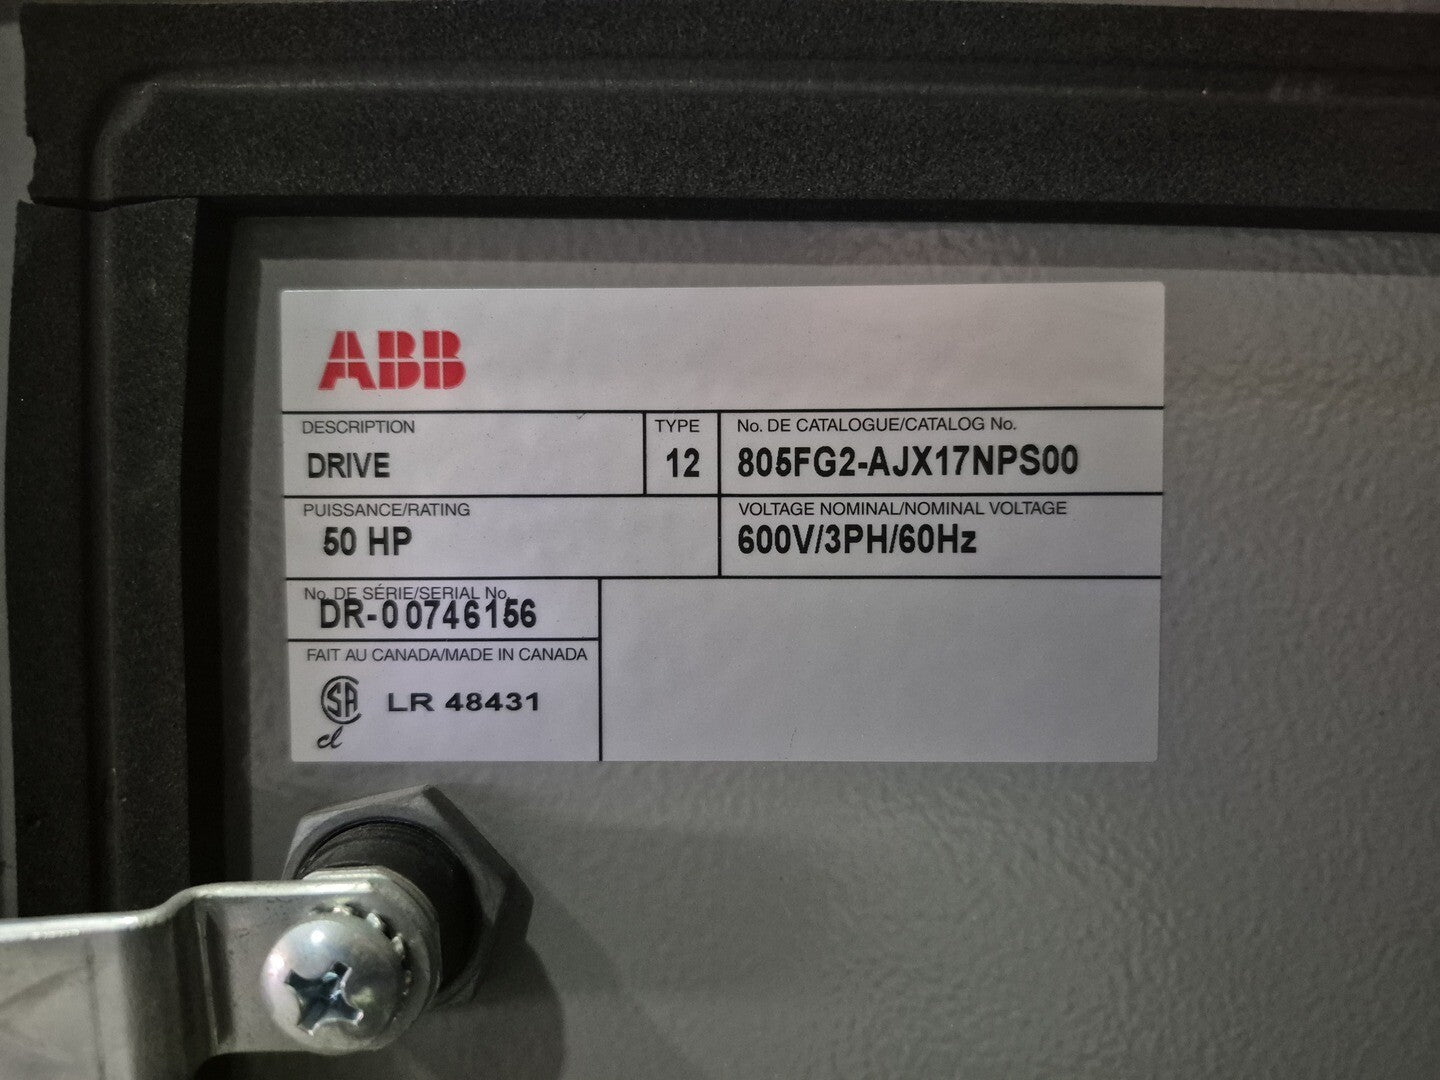 ABB
DESCRIPTION
DRIVE
TYPE
12
No. DE CATALOGUE/CATALOG No.
805FG2-AJX17NPS00
PUISSANCE/RATING
50 HP
VOLTAGE NOMINAL/NOMINAL VOLTAGE
600V/3PH/60Hz
No. DE SÉRIE/SERIAL No.
DR-00746156
FAIT AU CANADA/MADE IN CANADA
SA LR 48431
cl